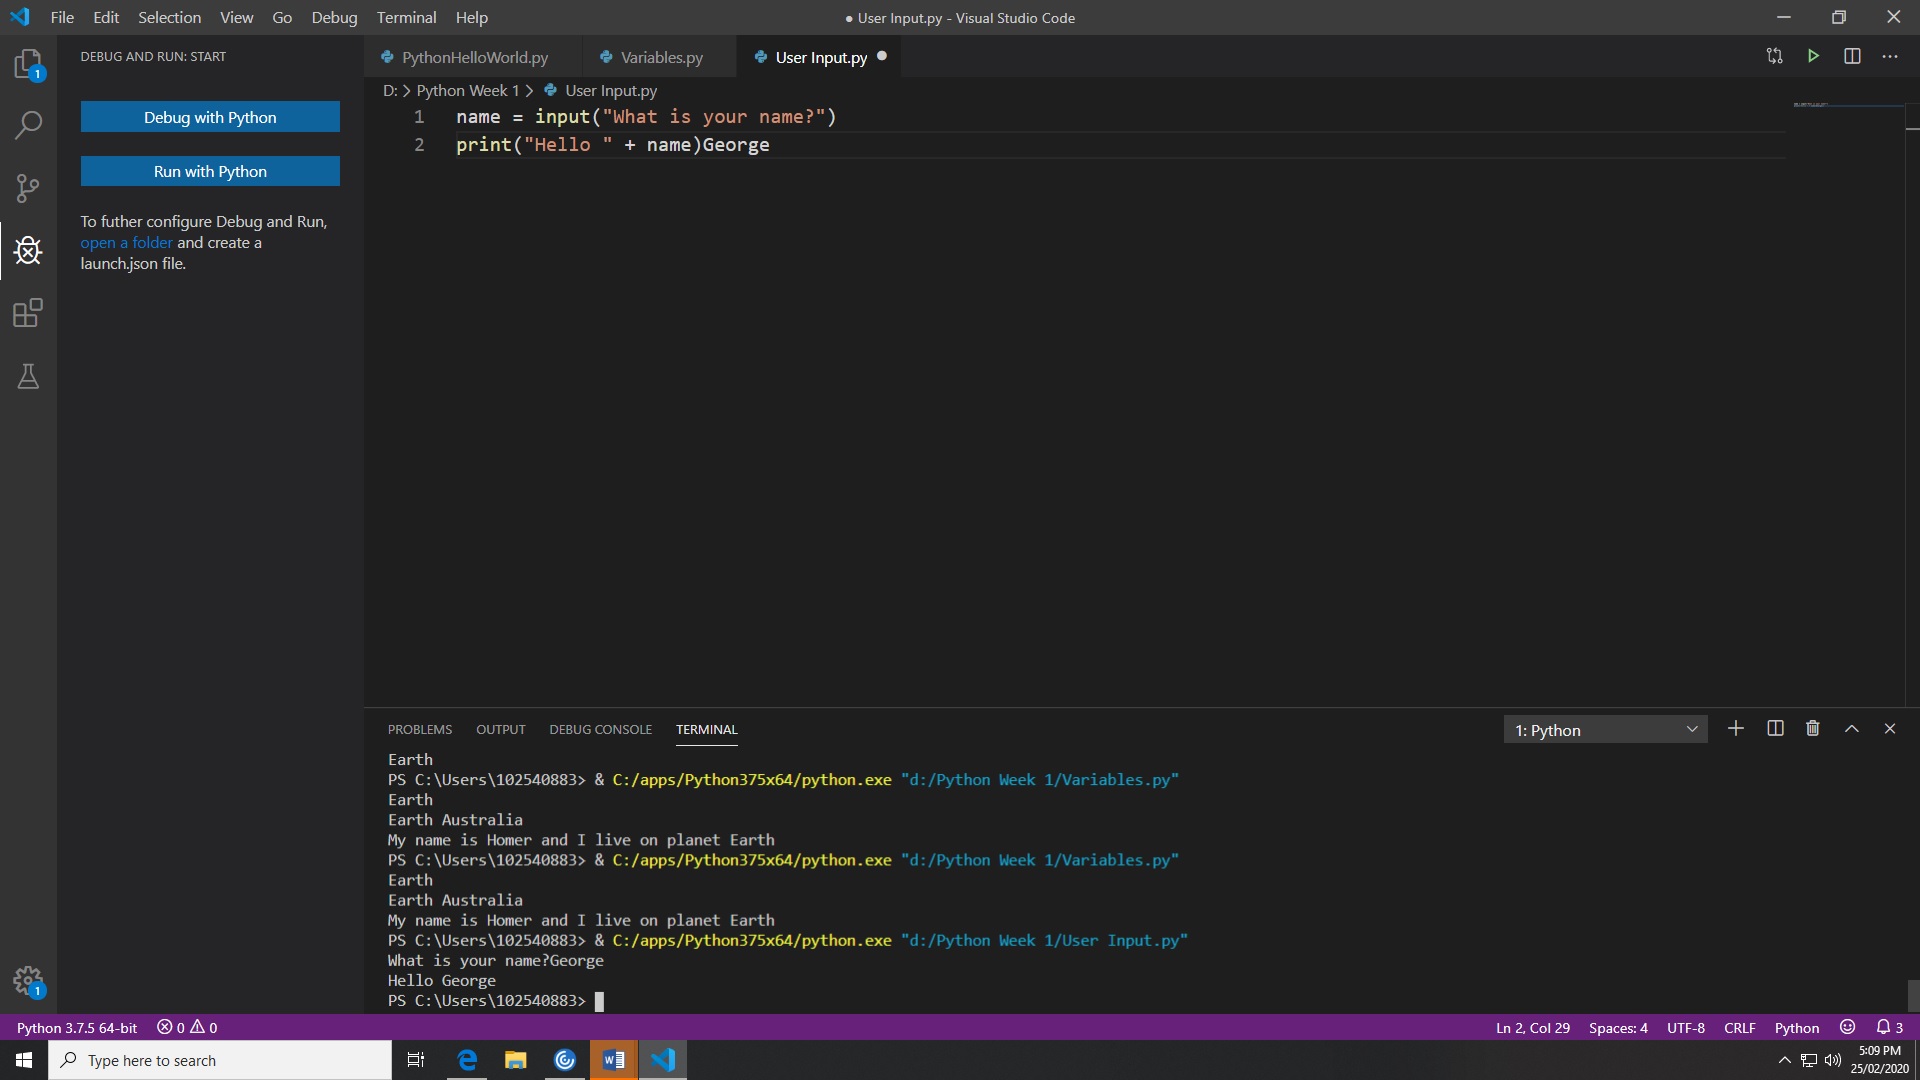 File Edit Selection View Go Debug Terminal Help
● User Input.py - Visual Studio Code
DEBUG AND RUN: START
PythonHelloWorld.py
Variables.py
User Input.py ●
1
D: > Python Week 1 > User Input.py
Debug with Python
Run with Python
To futher configure Debug and Run,
open a folder and create a
launch.json file.
1 name = input("What is your name?")
2 print("Hello " + name)George
PROBLEMS OUTPUT DEBUG CONSOLE TERMINAL
1: Python
Earth
PS C:\Users\102540883> & C:/apps/Python375x64/python.exe "d:/Python Week 1/Variables.py"
Earth
Earth Australia
My name is Homer and I live on planet Earth
PS C:\Users\102540883> & C:/apps/Python375x64/python.exe "d:/Python Week 1/Variables.py"
Earth
Earth Australia
My name is Homer and I live on planet Earth
PS C:\Users\102540883> & C:/apps/Python375x64/python.exe "d:/Python Week 1/User Input.py"
What is your name?George
Hello George
PS C:\Users\102540883>
1
Python 3.7.5 64-bit 0 0
Ln 2, Col 29 Spaces: 4 UTF-8 CRLF Python 3
Type here to search
5:09 PM
25/02/2020